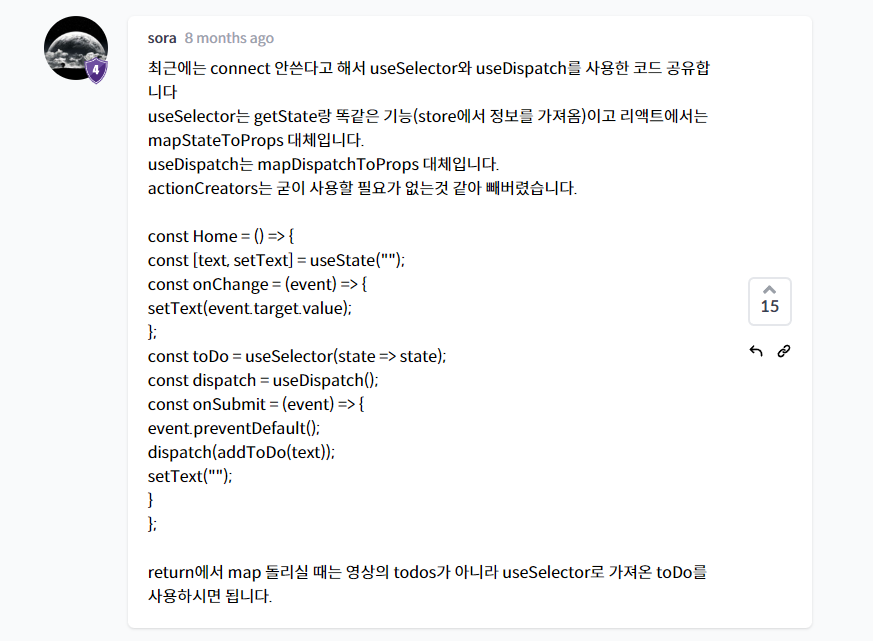 sora 8 months ago
4
최근에는 connect 안쓴다고 해서 useSelector와 useDispatch를 사용한 코드 공유합
니다
useSelector는 getState랑 똑같은 기능(store에서 정보를 가져옴)이고 리액트에서는
mapStateToProps 대체입니다.
useDispatch는 mapDispatchToProps 대체입니다.
actionCreators는 굳이 사용할 필요가 없는것 같아 빼버렸습니다.
const Home = () => {
const [text, setText] = useState("");
const onChange = (event) => {
setText(event.target.value);
};
const toDo = useSelector(state => state);
const dispatch = useDispatch();
const onSubmit = (event) => {
event.preventDefault();
dispatch(addToDo(text));
setText("");
}
};
return에서 map 돌리실 때는 영상의 todos가 아니라 useSelector로 가져온 toDo를
사용하시면 됩니다.
15